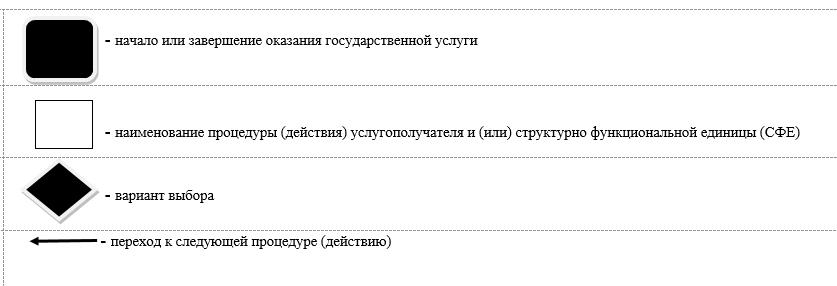 - начало или завершение оказания государственной услуги
- наименование процедуры (действия) услугополучателя и (или) структурно функциональной единицы (СФЕ)
- вариант выбора
- переход к следующей процедуре (действию)